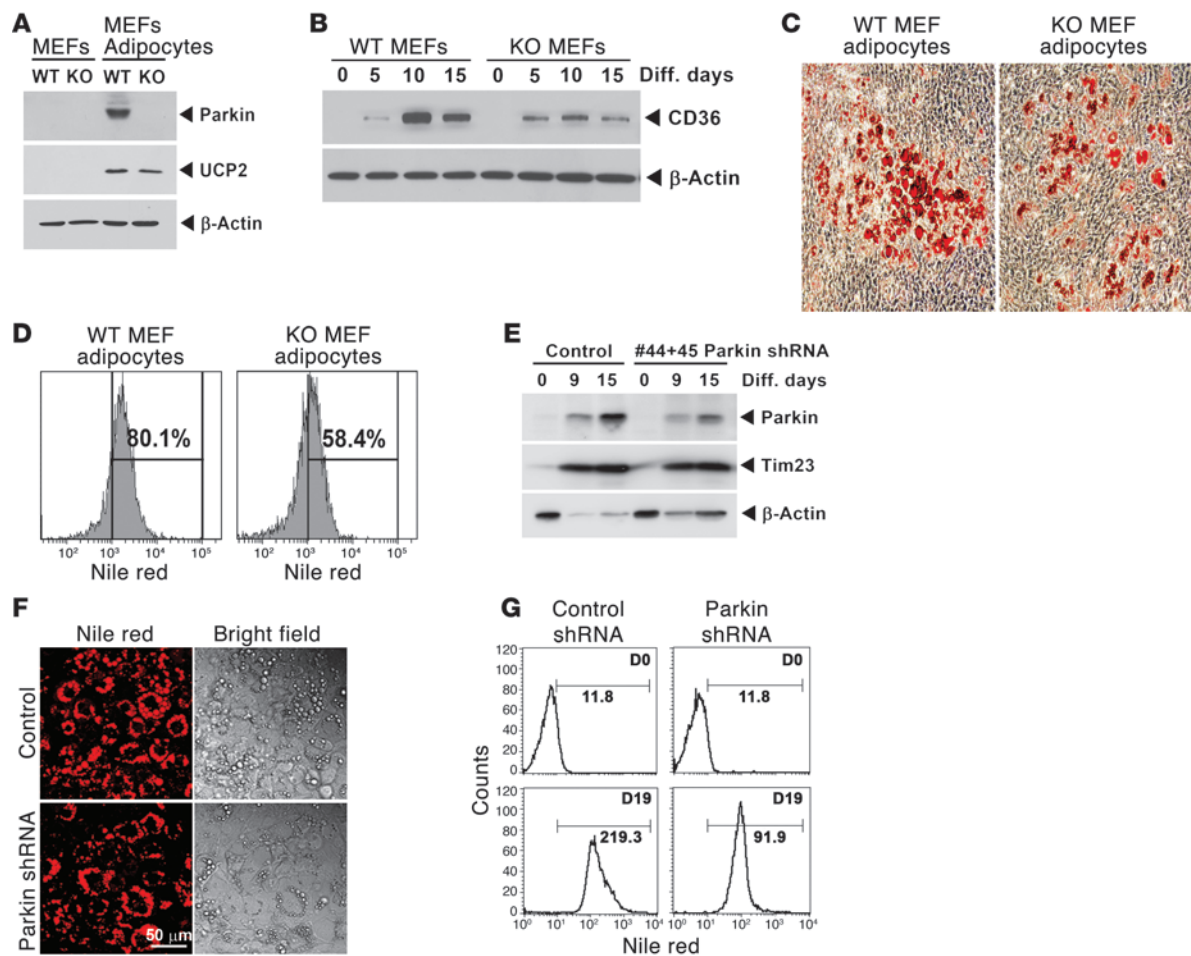 A
MEFs
MEFs Adipocytes
WT KO WT KO
Parkin
UCP2
β-Actin
B
WT MEFs KO MEFs
0 5 10 15 0 5 10 15 Diff. days
CD36
β-Actin
C
WT MEF adipocytes
KO MEF adipocytes
D
WT MEF adipocytes
KO MEF adipocytes
80.1%
58.4%
10² 10³ 10⁴ 10⁵
10² 10³ 10⁴ 10⁵
Nile red
Nile red
E
Control #44+45 Parkin shRNA
0 9 15 0 9 15 Diff. days
Parkin
Tim23
β-Actin
F
Nile red Bright field
Control
Parkin shRNA
50 μm
G
Control shRNA
Parkin shRNA
Counts
120
100
80
60
40
20
0
D0
11.8
D0
11.8
120
100
80
60
40
20
0
D19
219.3
D19
91.9
10⁰ 10¹ 10² 10³ 10⁴
10⁰ 10¹ 10² 10³ 10⁴
Nile red